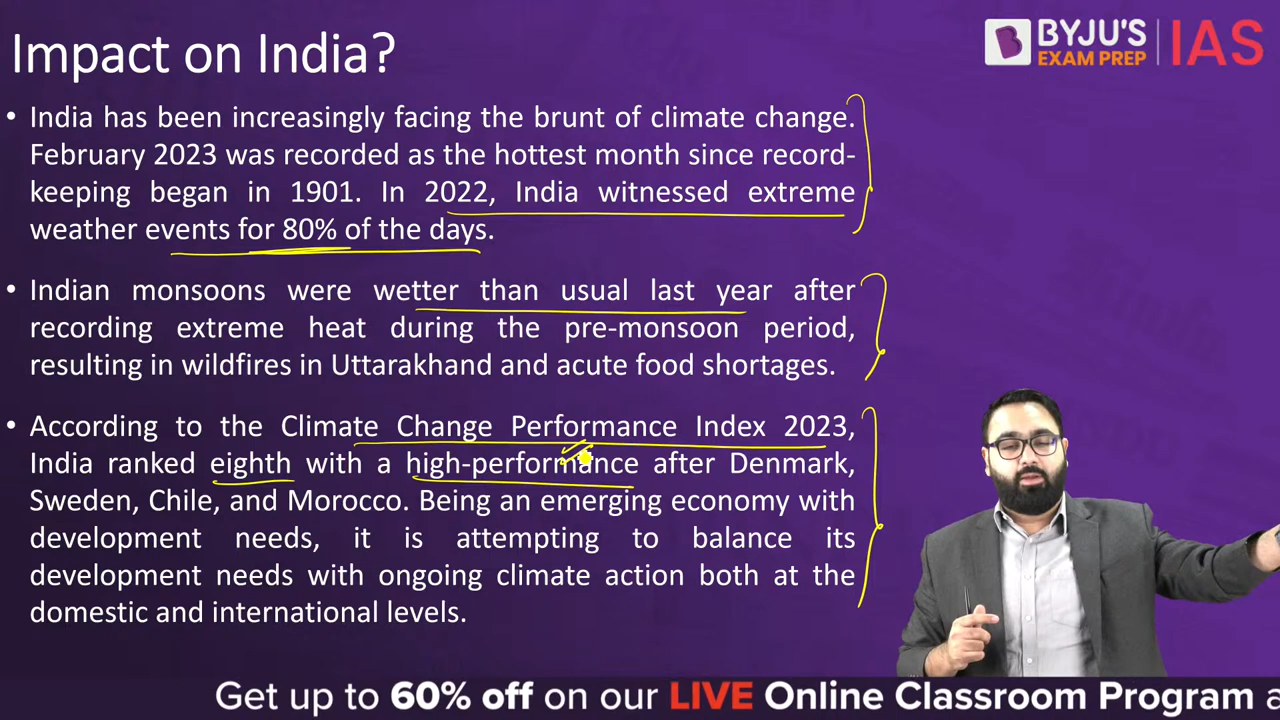 Impact on India?
BYJU'S
EXAM PREP
IAS
• India has been increasingly facing the brunt of climate change.
February 2023 was recorded as the hottest month since record-
keeping began in 1901. In 2022, India witnessed extreme
weather events for 80% of the days.
• Indian monsoons were wetter than usual last year after
recording extreme heat during the pre-monsoon period,
resulting in wildfires in Uttarakhand and acute food shortages.
• According to the Climate Change Performance Index 2023,
India ranked eighth with a high-performance after Denmark,
Sweden, Chile, and Morocco. Being an emerging economy with
development needs, it is attempting to balance its
development needs with ongoing climate action both at the
domestic and international levels.
Get up to 60% off on our LIVE Online Classroom Program a